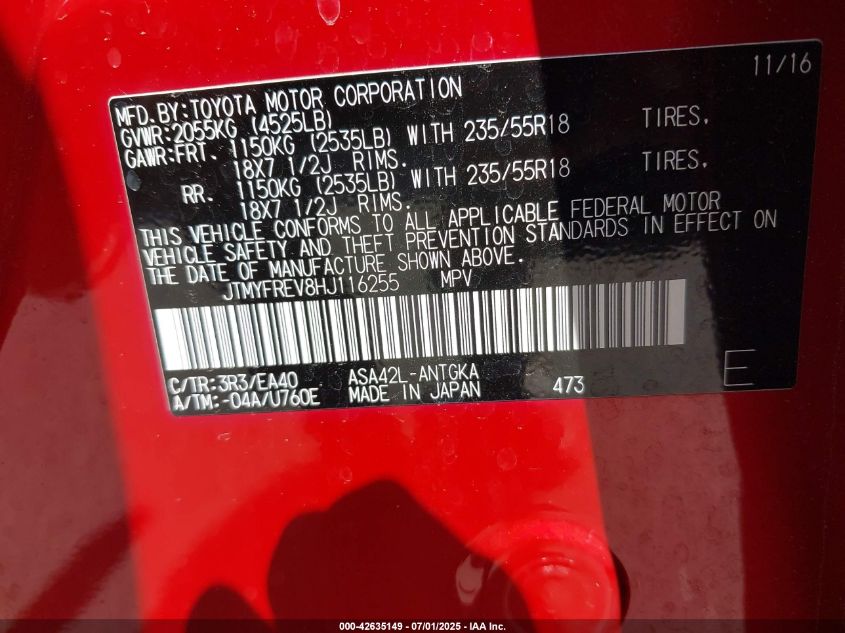 11/16
MFD.BY:TOYOTA MOTOR CORPORATION
GVWR:2055KG (4525LB)
GAWR:FRT. 1150KG (2535LB) WITH 235/55R18 TIRES,
18X7 1/2J RIMS.
RR. 1150KG (2535LB) WITH 235/55R18 TIRES,
18X7 1/2J RIMS.
THIS VEHICLE CONFORMS TO ALL APPLICABLE FEDERAL MOTOR
VEHICLE SAFETY AND THEFT PREVENTION STANDARDS IN EFFECT ON
THE DATE OF MANUFACTURE SHOWN ABOVE.
JTMYFREV8HJ116255 MPV
C/TR:3R3/EA40 ASA42L-ANTGKA
A/TM:-04A/U760E MADE IN JAPAN 473 E
000-42635149 - 07/01/2025 - IAA Inc.